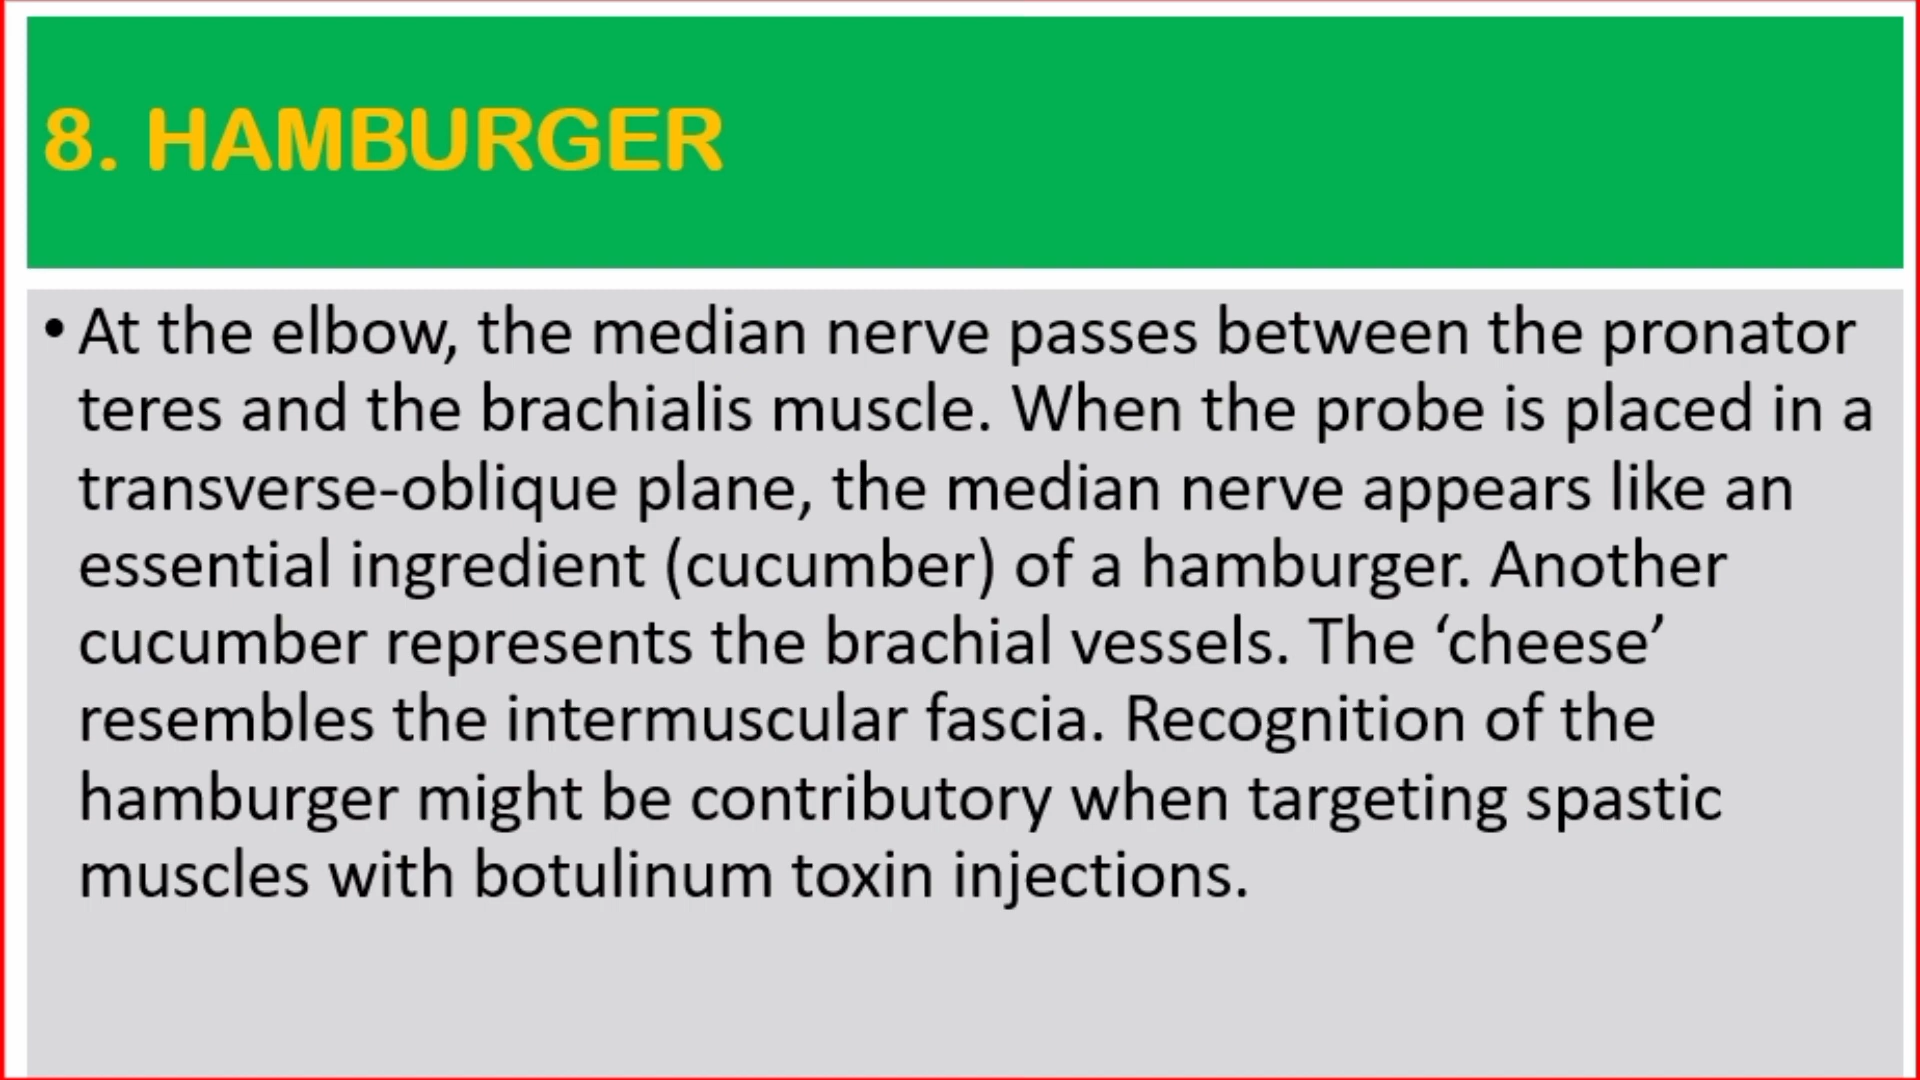 8. HAMBURGER
• At the elbow, the median nerve passes between the pronator
teres and the brachialis muscle. When the probe is placed in a
transverse-oblique plane, the median nerve appears like an
essential ingredient (cucumber) of a hamburger. Another
cucumber represents the brachial vessels. The ‘cheese’
resembles the intermuscular fascia. Recognition of the
hamburger might be contributory when targeting spastic
muscles with botulinum toxin injections.